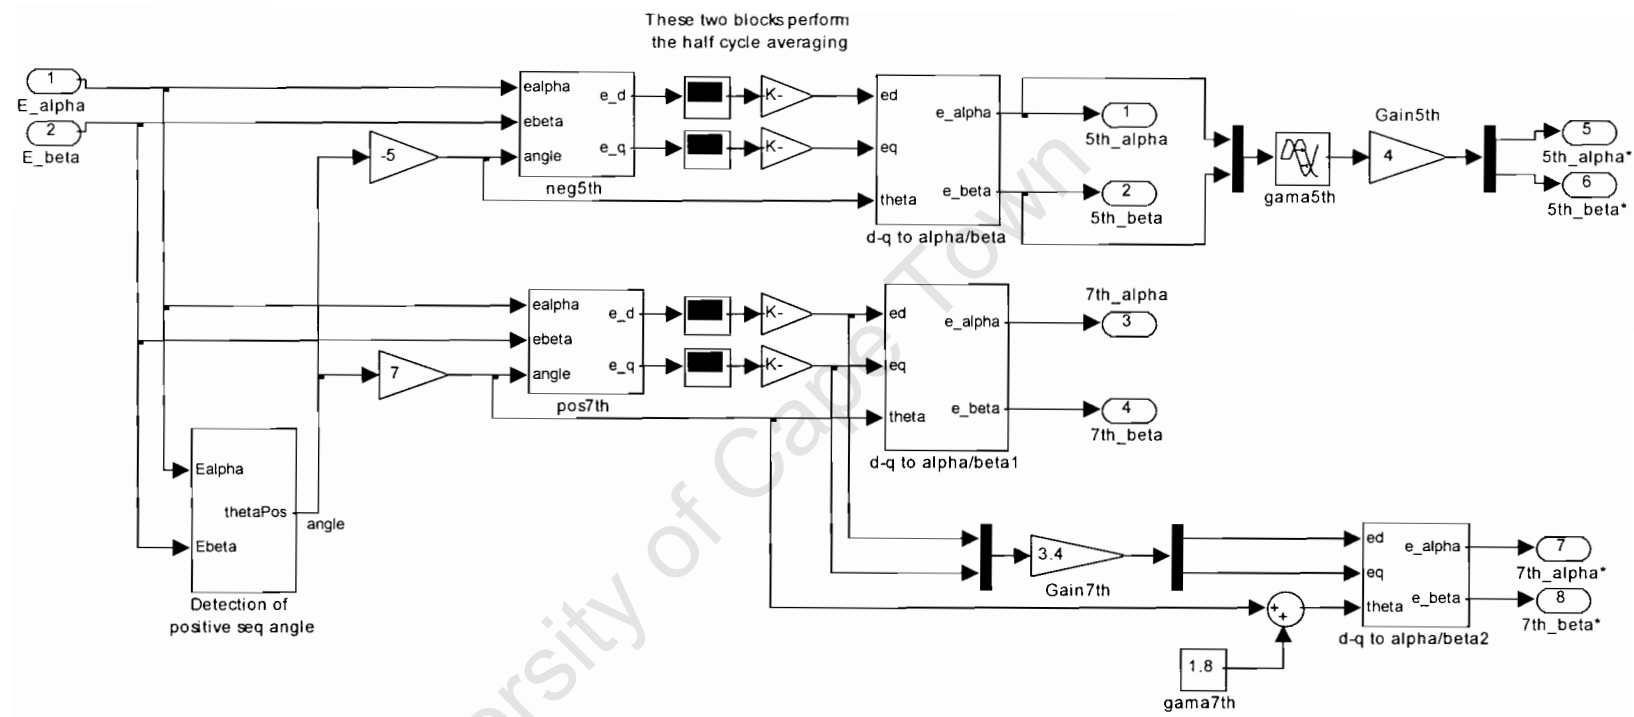 These two blocks perform
the half cycle averaging
1
E_alpha
2
E_beta
-5
ealpha
ebeta
angle
e_d
e_q
neg5th
K-
K-
ed
eq
theta
e_alpha
e_beta
d-q to alpha/beta
1
5th_alpha
2
5th_beta
gama5th
Gain5th
4
5
5th_alpha*
6
5th_beta*
7
ealpha
ebeta
angle
e_d
e_q
pos7th
K-
K-
ed
eq
theta
e_alpha
e_beta
d-q to alpha/beta1
7th_alpha
3
4
7th_beta
Ealpha
Ebeta
thetaPos
angle
Detection of
positive seq angle
3.4
Gain7th
+
+
1.8
gama7th
ed
eq
theta
e_alpha
e_beta
d-q to alpha/beta2
7
7th_alpha*
8
7th_beta*
ersity of Cape Town